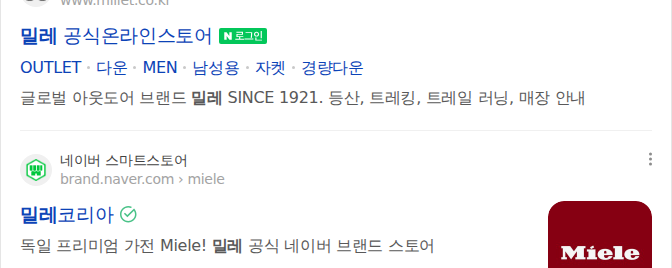 www.millet.co.kr
밀레 공식온라인스토어 N 로그인
OUTLET · 다운 · MEN · 남성용 · 자켓 · 경량다운
글로벌 아웃도어 브랜드 밀레 SINCE 1921. 등산, 트레킹, 트레일 러닝, 매장 안내
네이버 스마트스토어
brand.naver.com › miele
밀레코리아
독일 프리미엄 가전 Miele! 밀레 공식 네이버 브랜드 스토어
Miele